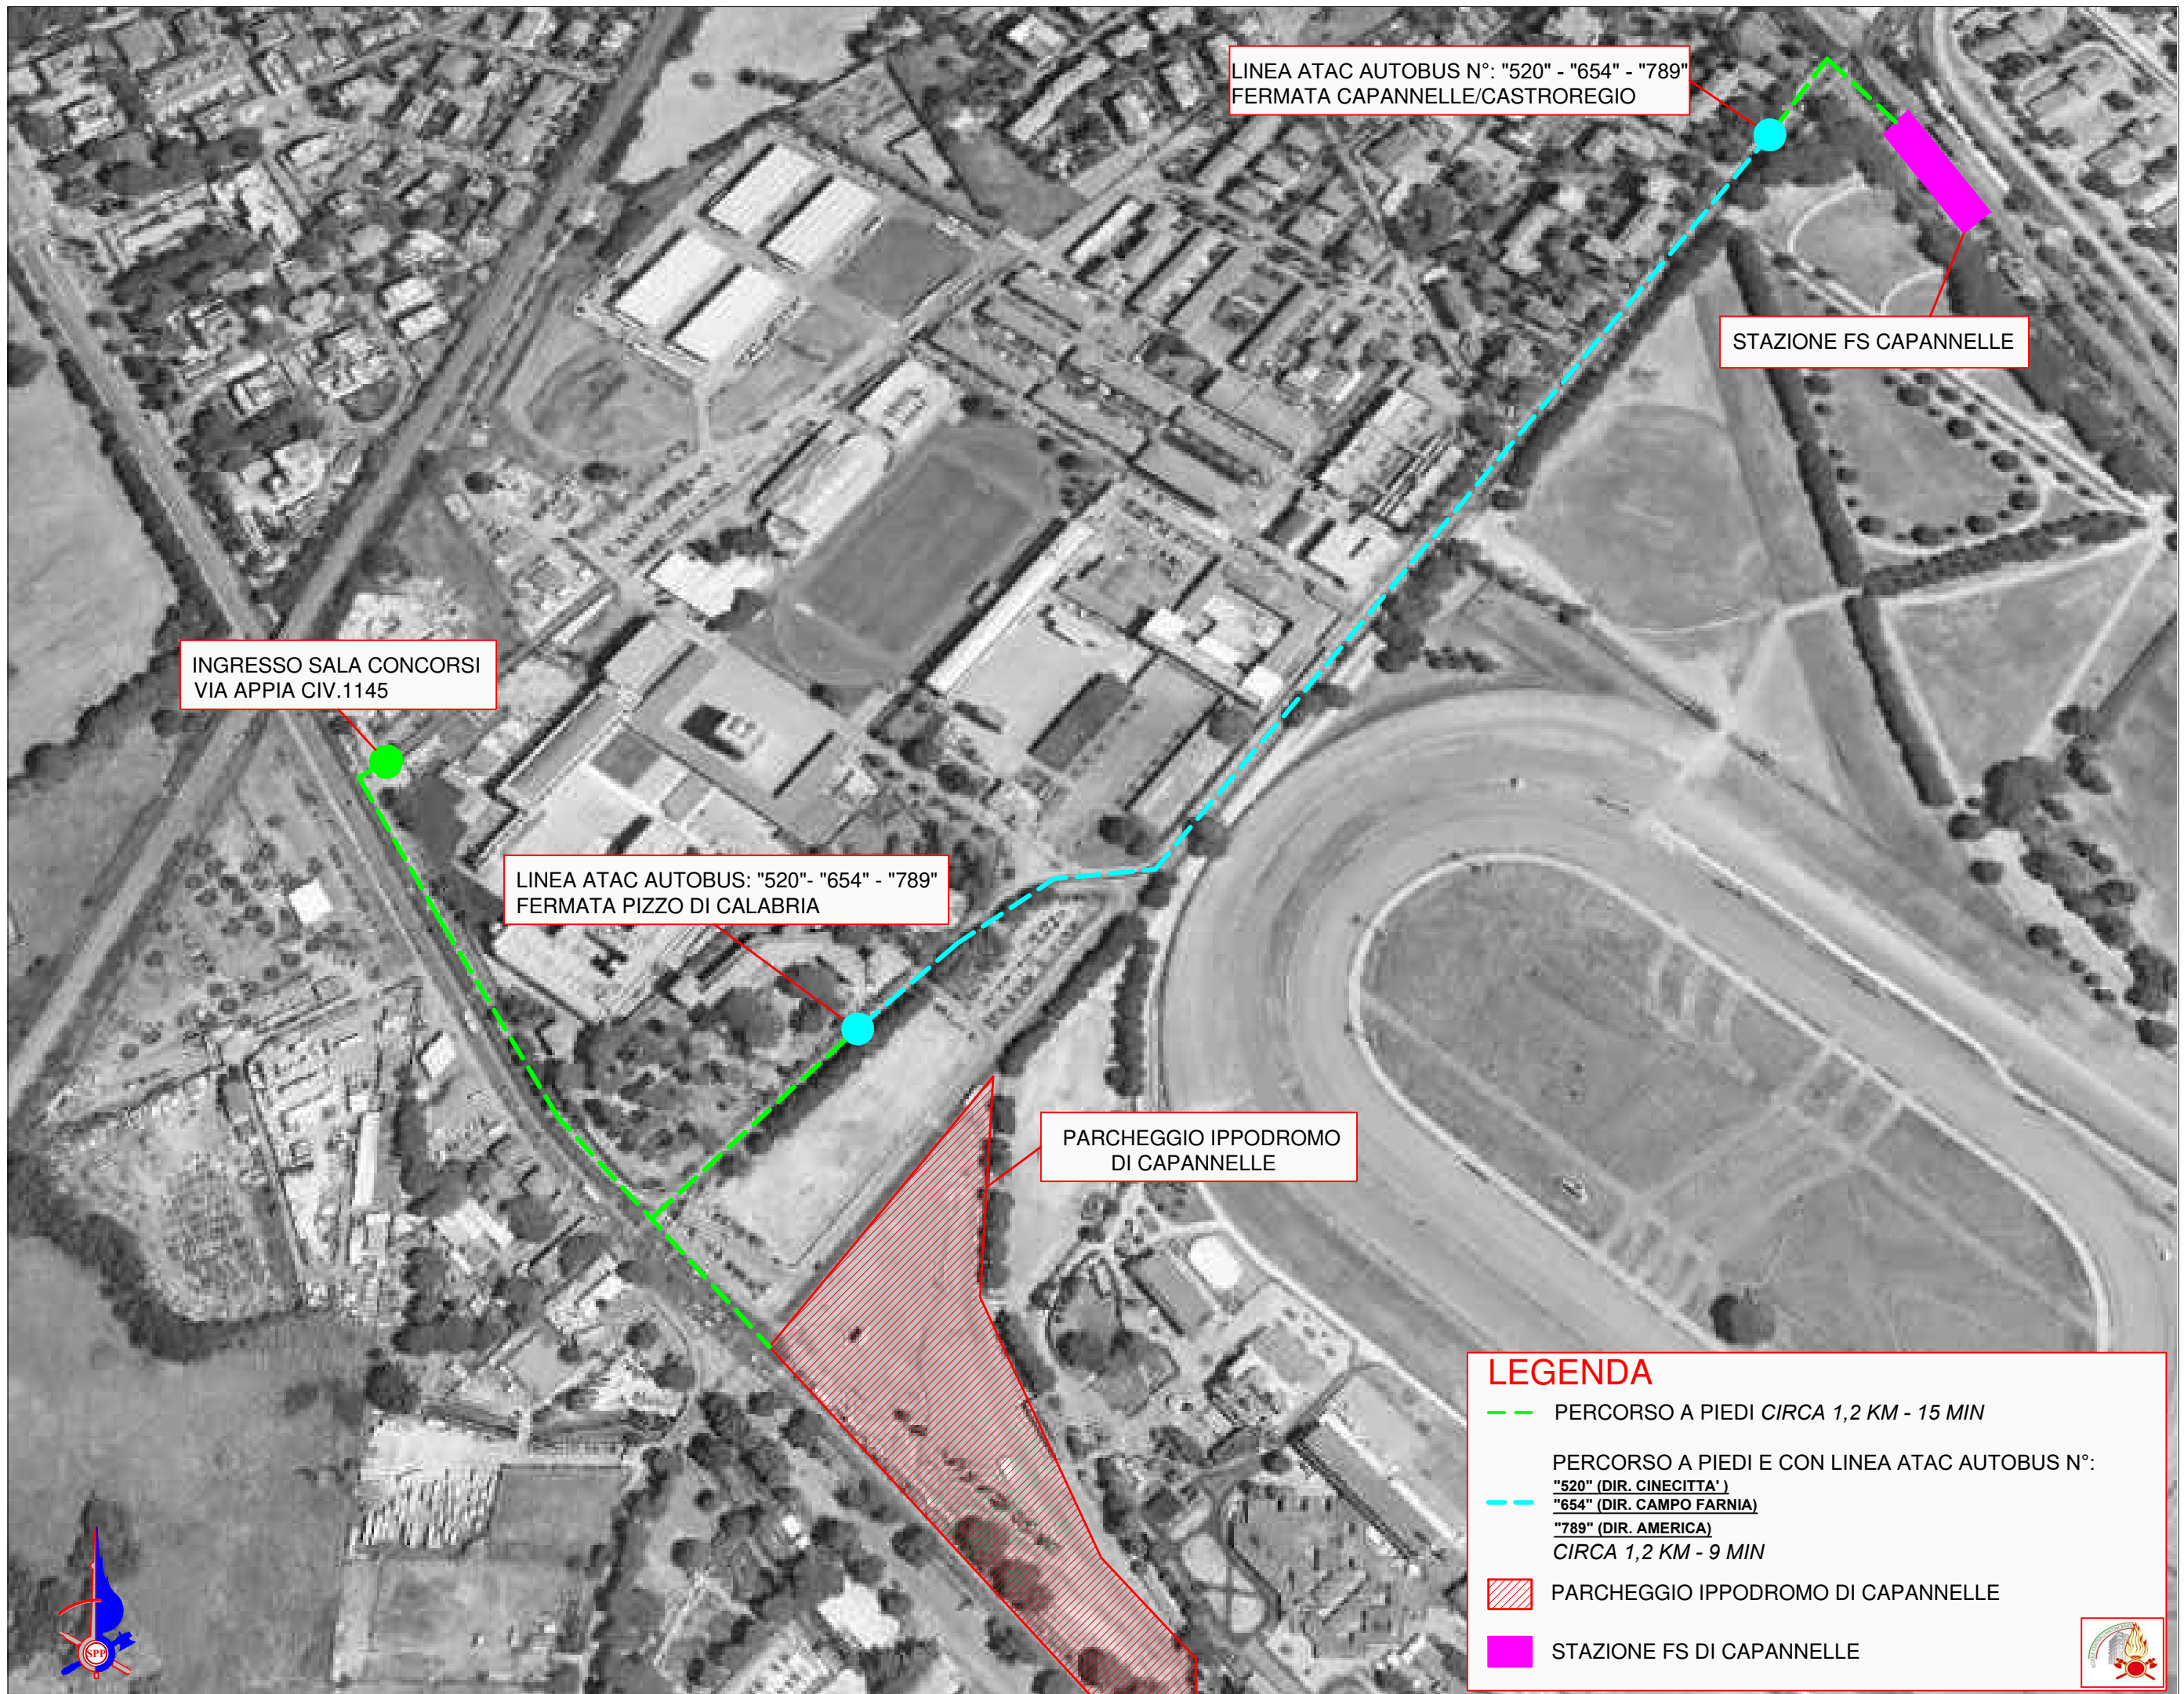 LINEA ATAC AUTOBUS N°: "520" - "654" - "789"
FERMATA CAPANNELLE/CASTROREGIO
STAZIONE FS CAPANNELLE
INGRESSO SALA CONCORSI
VIA APPIA CIV.1145
LINEA ATAC AUTOBUS: "520"- "654" - "789"
FERMATA PIZZO DI CALABRIA
PARCHEGGIO IPPODROMO
DI CAPANNELLE
LEGENDA
PERCORSO A PIEDI CIRCA 1,2 KM - 15 MIN
PERCORSO A PIEDI E CON LINEA ATAC AUTOBUS N°:
"520" (DIR. CINECITTA' )
"654" (DIR. CAMPO FARNIA)
"789" (DIR. AMERICA)
CIRCA 1,2 KM - 9 MIN
PARCHEGGIO IPPODROMO DI CAPANNELLE
STAZIONE FS DI CAPANNELLE
SPP